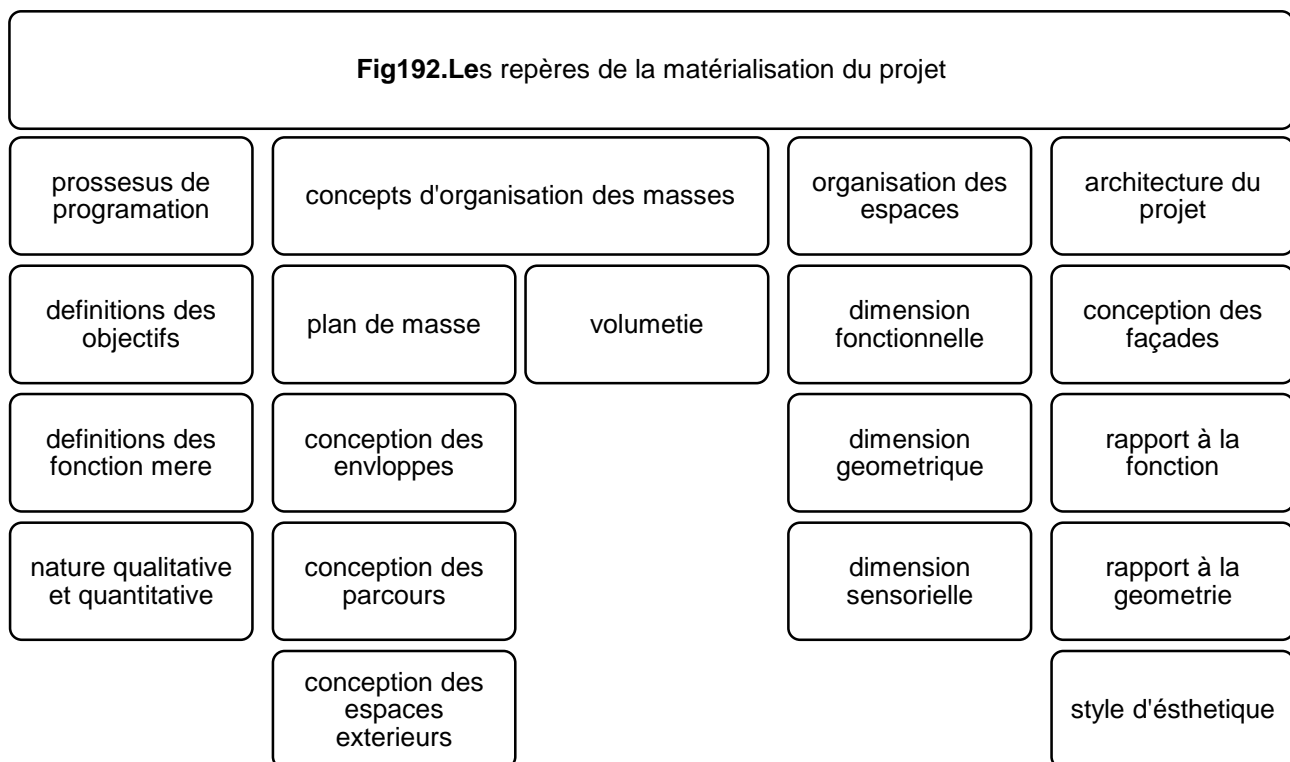 Fig192.Les repères de la matérialisation du projet
prossesus de
programation
concepts d'organisation des masses
organisation des
espaces
architecture du
projet
definitions des
objectifs
plan de masse
volumetie
dimension
fonctionnelle
conception des
façades
definitions des
fonction mere
conception des
envloppes
dimension
geometrique
rapport à la
fonction
nature qualitative
et quantitative
conception des
parcours
dimension
sensorielle
rapport à la
geometrie
conception des
espaces
exterieurs
style d'ésthetique